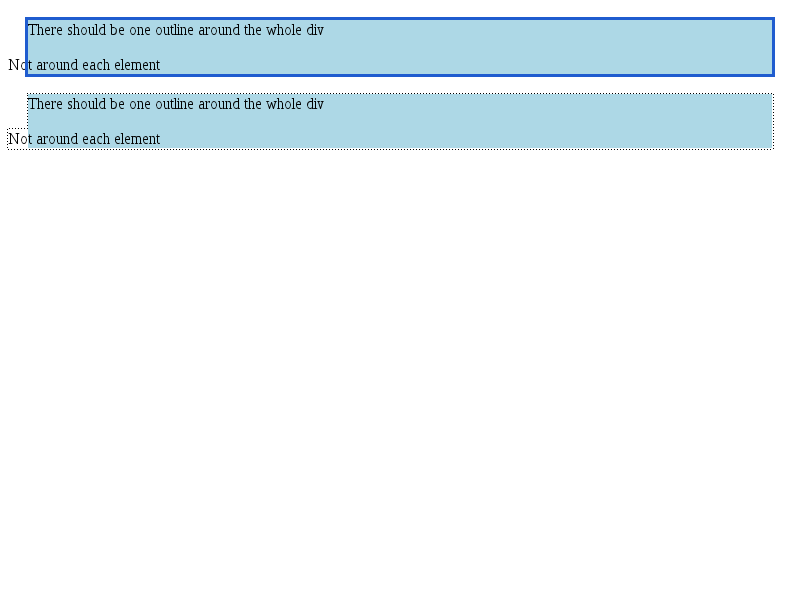 There should be one outline around the whole div
Not around each element
There should be one outline around the whole div
Not around each element